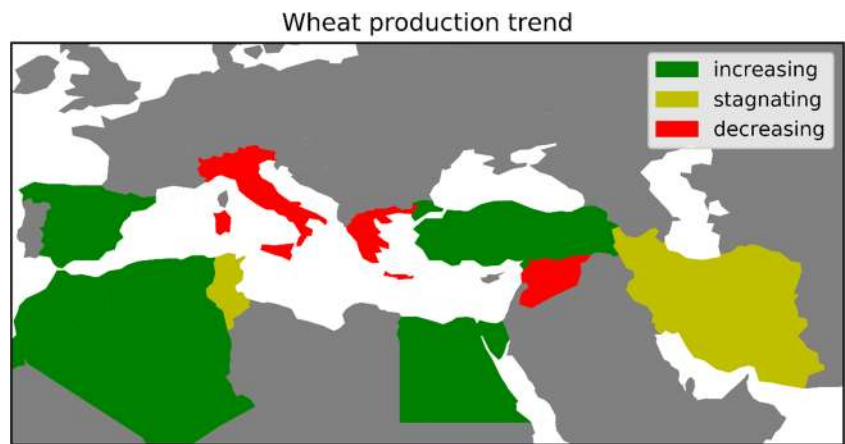 Wheat production trend
increasing
stagnating
decreasing